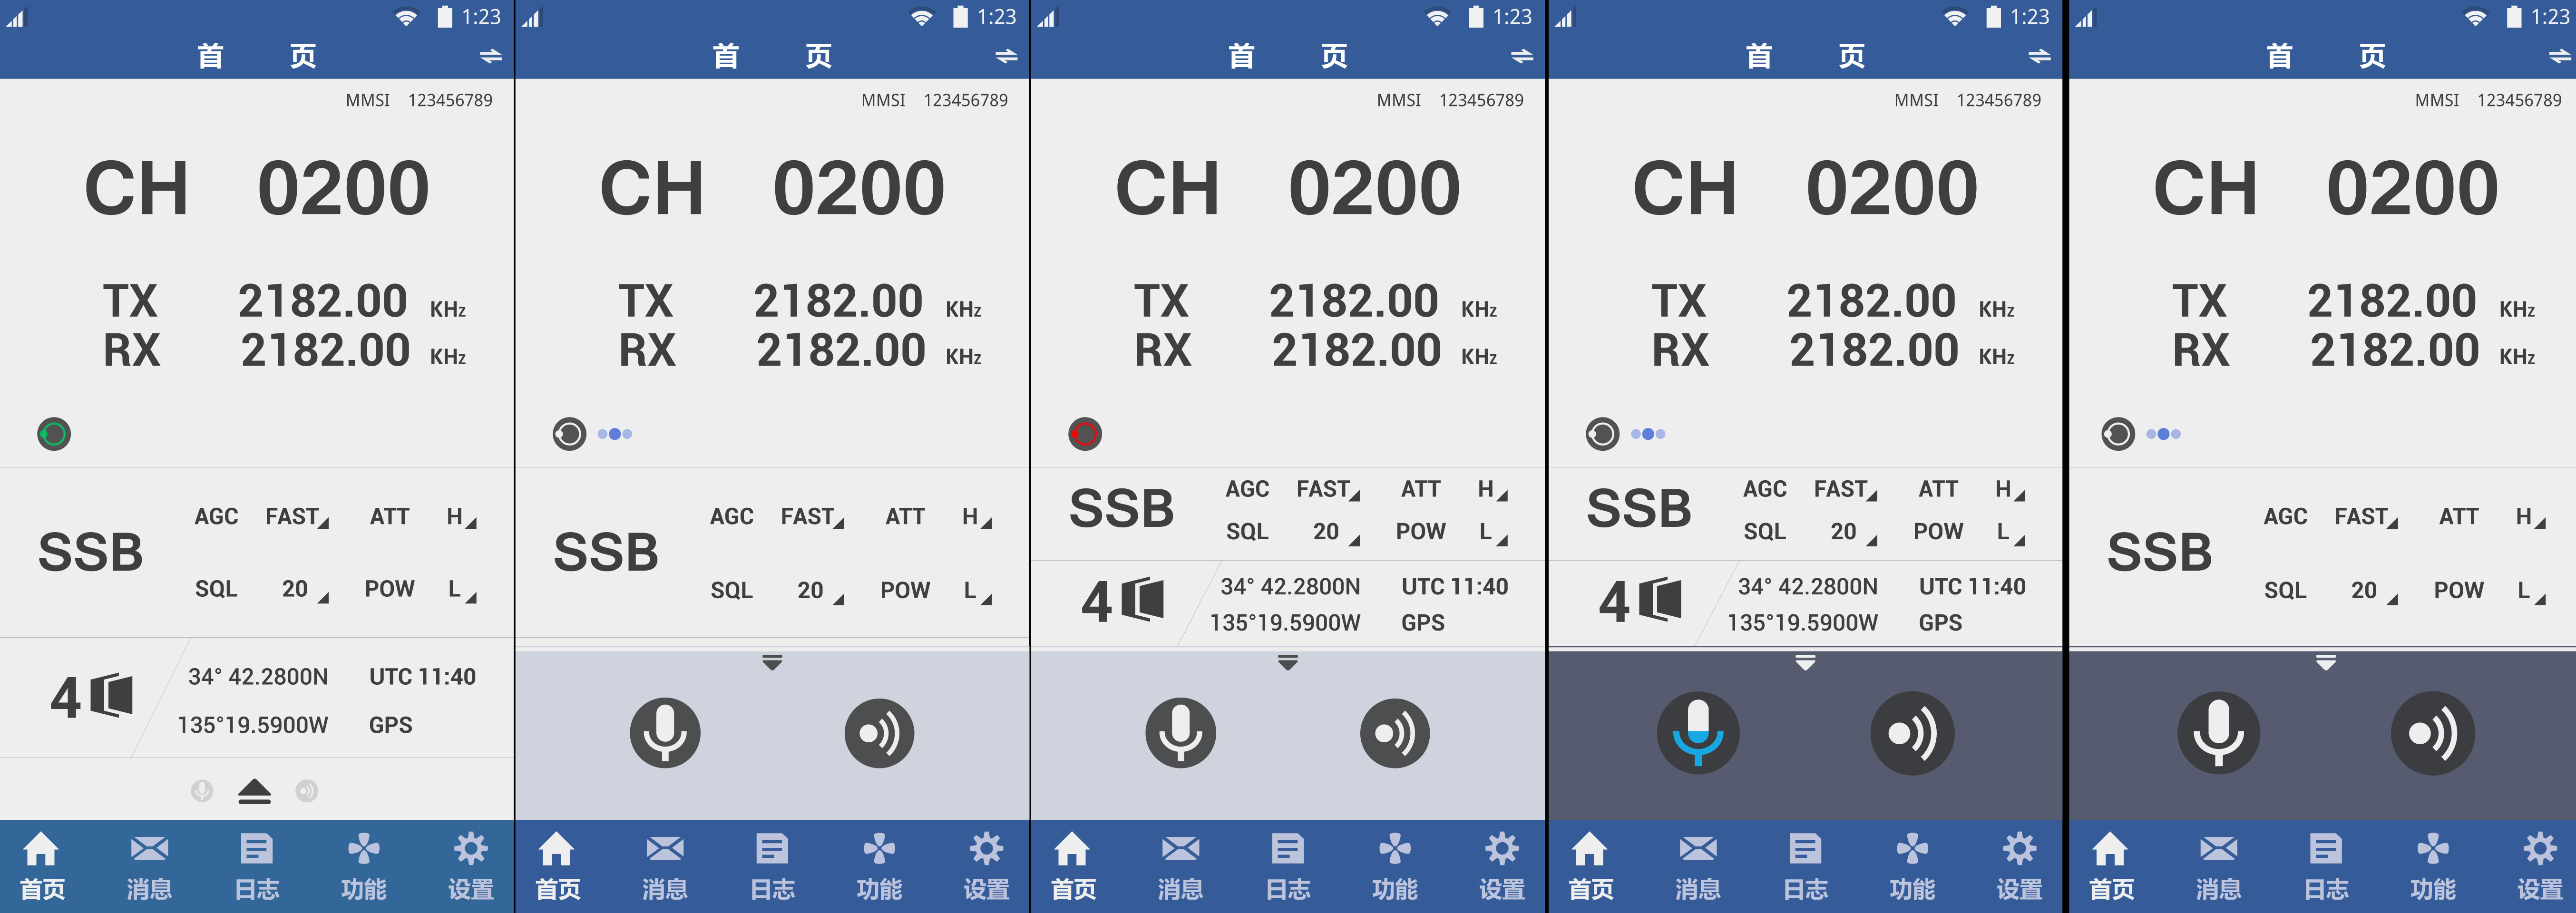 1:23
首 页
MMSI 123456789
CH 0200
TX 2182.00 KHz
RX 2182.00 KHz
AGC FAST ATT H
SSB
SQL 20 POW L
34° 42.2800N UTC 11:40
4
135°19.5900W GPS
首页 消息 日志 功能 设置
1:23
首 页
MMSI 123456789
CH 0200
TX 2182.00 KHz
RX 2182.00 KHz
AGC FAST ATT H
SSB
SQL 20 POW L
首页 消息 日志 功能 设置
1:23
首 页
MMSI 123456789
CH 0200
TX 2182.00 KHz
RX 2182.00 KHz
AGC FAST ATT H
SSB
SQL 20 POW L
34° 42.2800N UTC 11:40
4
135°19.5900W GPS
首页 消息 日志 功能 设置
1:23
首 页
MMSI 123456789
CH 0200
TX 2182.00 KHz
RX 2182.00 KHz
AGC FAST ATT H
SSB
SQL 20 POW L
34° 42.2800N UTC 11:40
4
135°19.5900W GPS
首页 消息 日志 功能 设置
1:23
首 页
MMSI 123456789
CH 0200
TX 2182.00 KHz
RX 2182.00 KHz
AGC FAST ATT H
SSB
SQL 20 POW L
首页 消息 日志 功能 设置